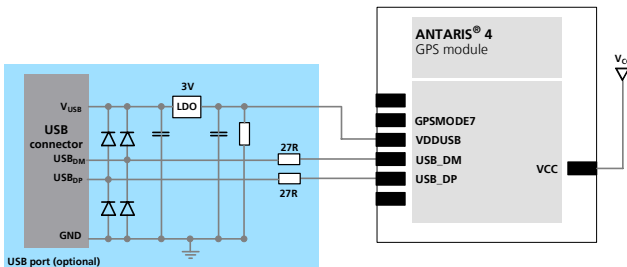 ANTARIS® 4
GPS module
3V
LDO
VUSB
USB
connector
USBDM
USBDP
GND
27R
27R
GPSMODE7
VDDUSB
USB_DM
USB_DP
VCC
USB port (optional)